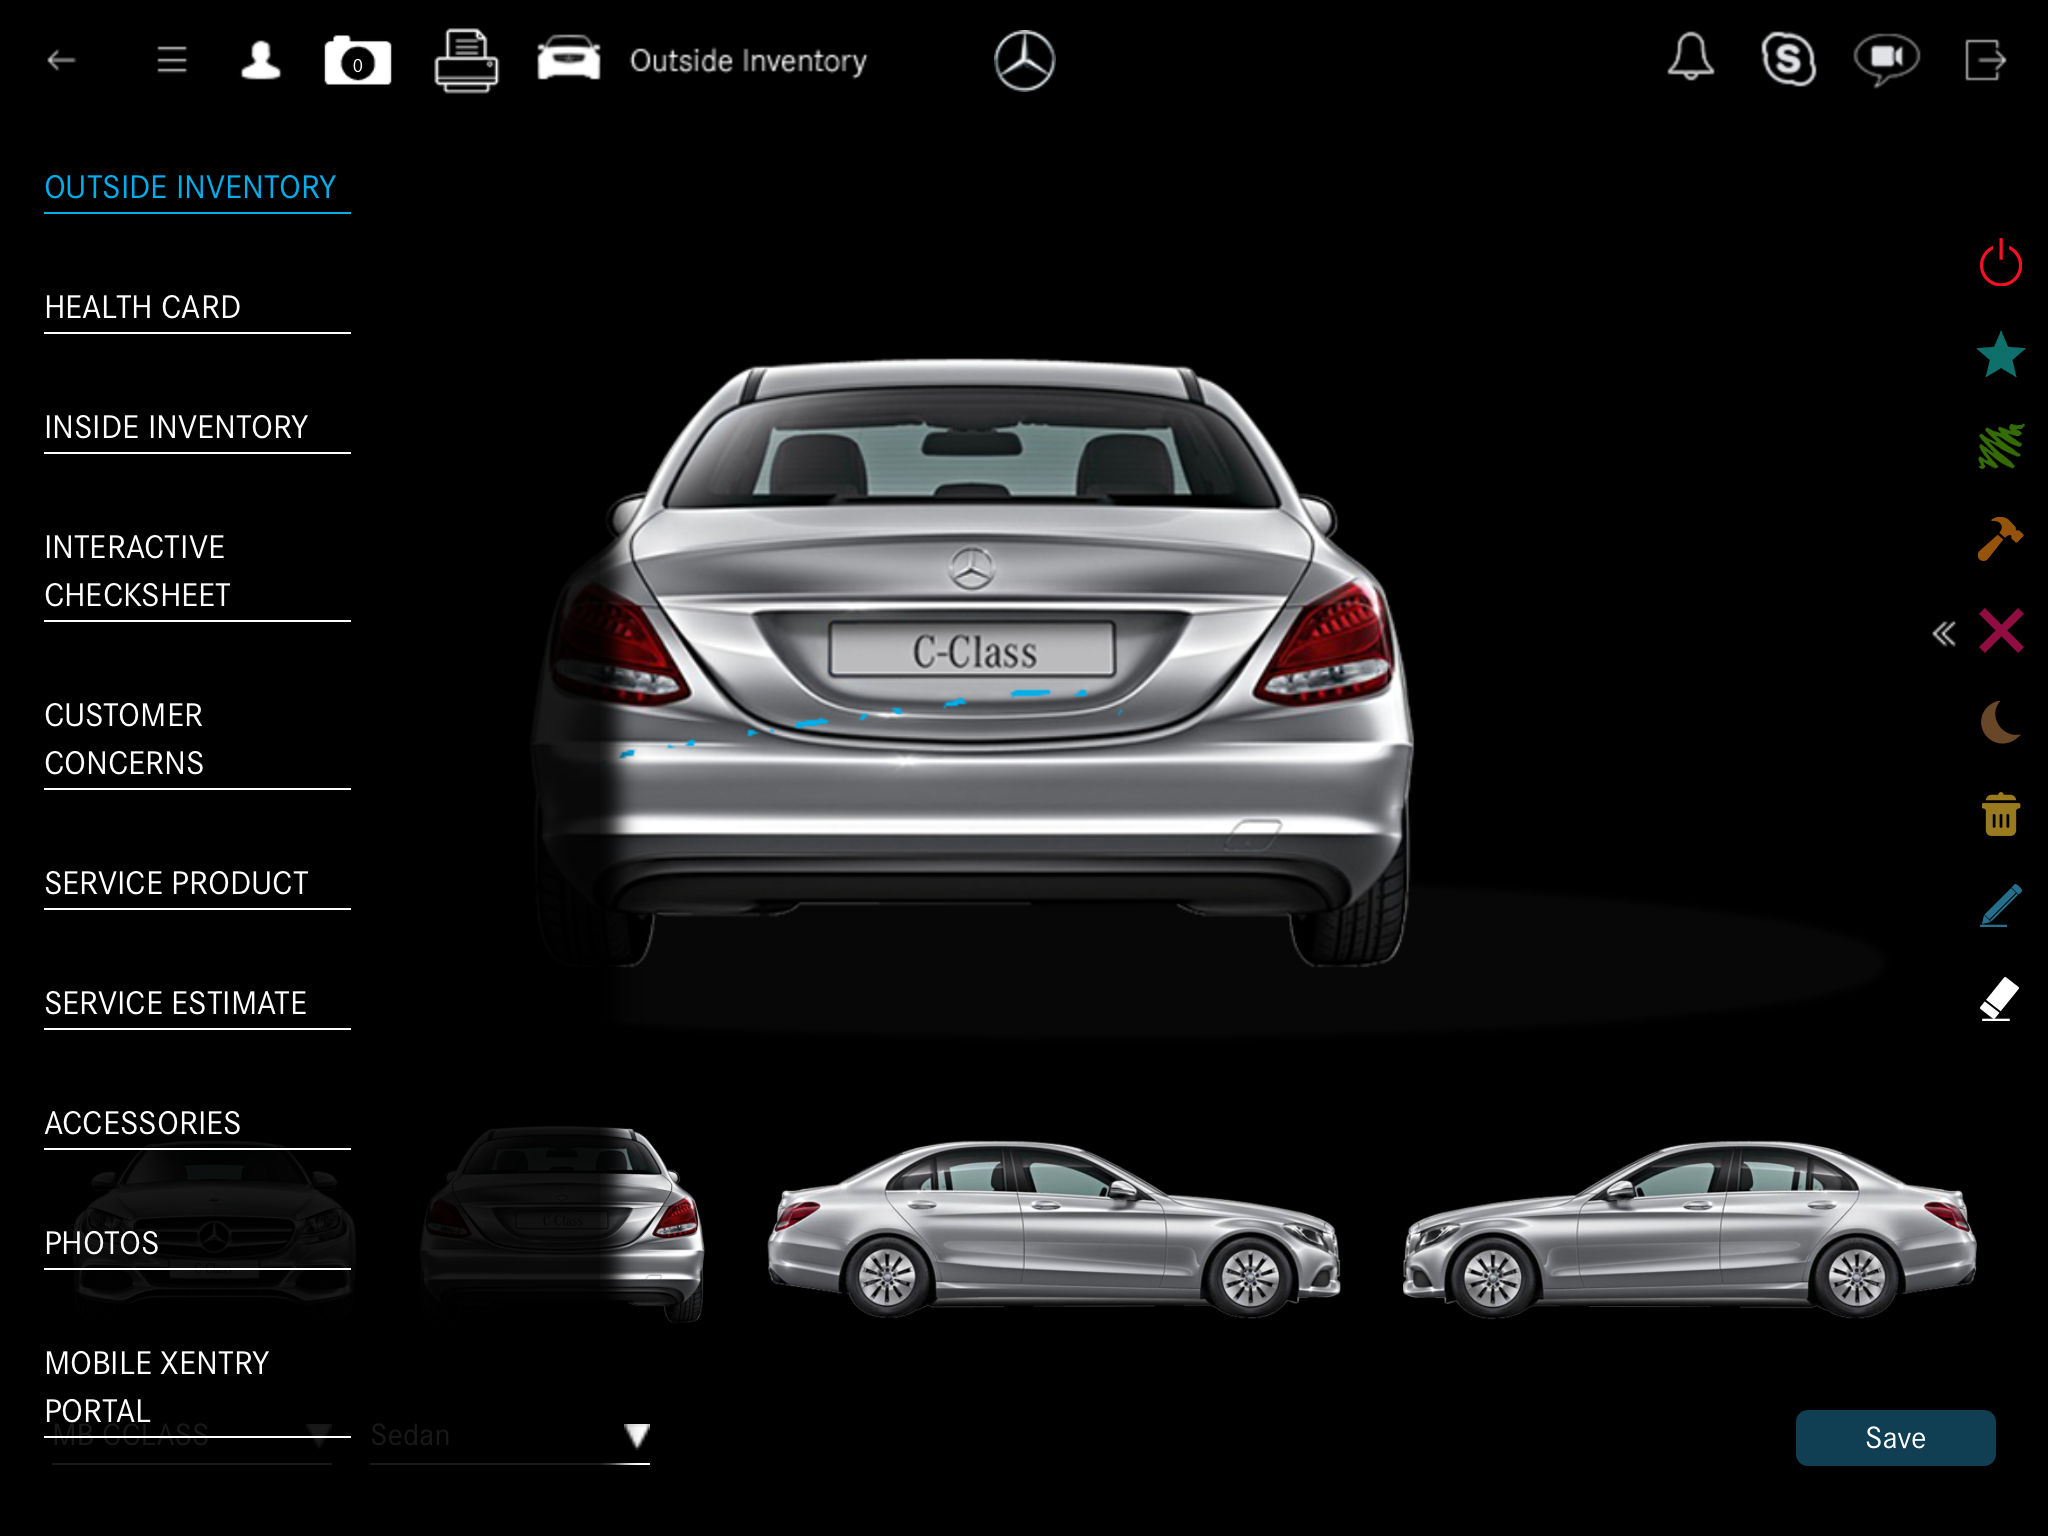 0
Outside Inventory
OUTSIDE INVENTORY
HEALTH CARD
INSIDE INVENTORY
INTERACTIVE
CHECKSHEET
CUSTOMER
CONCERNS
SERVICE PRODUCT
SERVICE ESTIMATE
ACCESSORIES
PHOTOS
MOBILE XENTRY
PORTAL
C-Class
C-Class
MB CCLASS
Sedan
Save